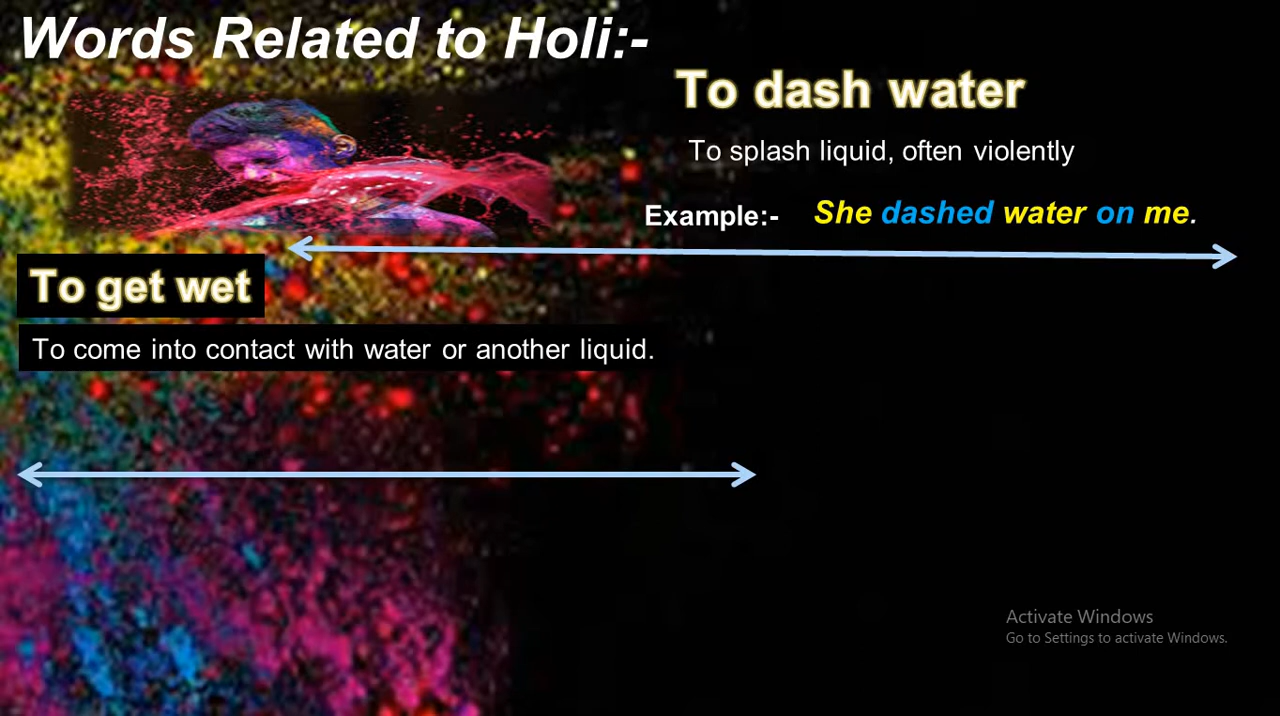 Words Related to Holi:-
To dash water
To splash liquid, often violently
Example:- She dashed water on me.
To get wet
To come into contact with water or another liquid.
Activate Windows
Go to Settings to activate Windows.